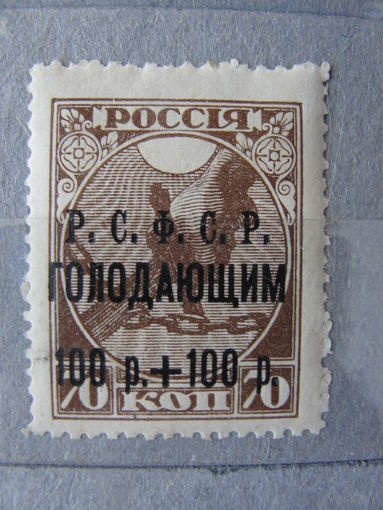 РОССІЯ
Р. С. Ф. С. Р.
ГОЛОДАЮЩИМ
100 р.+100 р.
70 КОП 70